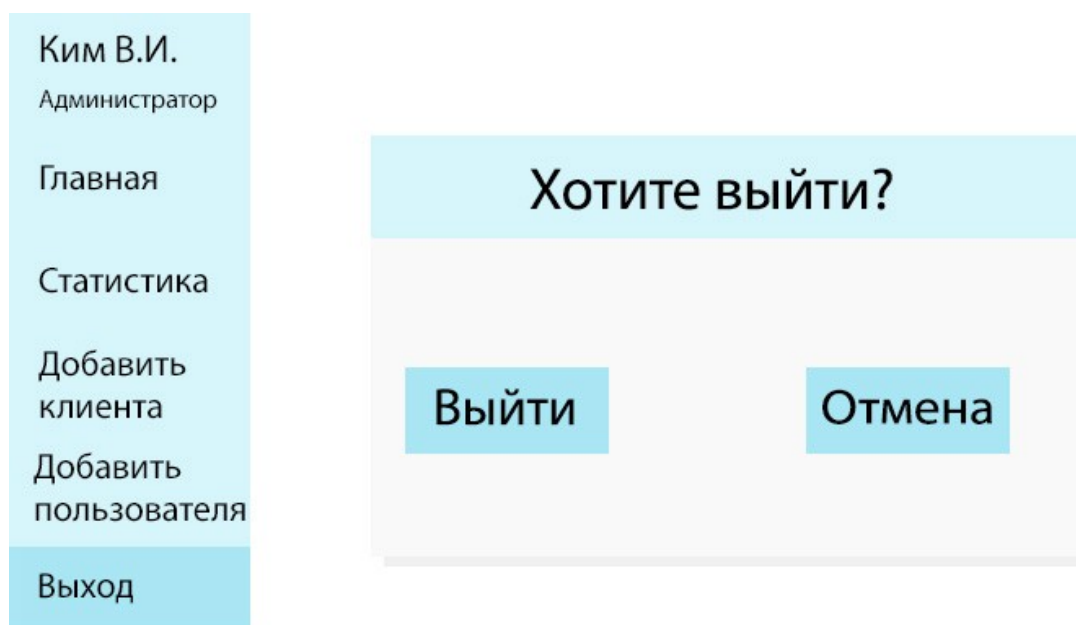 Ким В.И.
Администратор
Главная
Статистика
Добавить
клиента
Добавить
пользователя
Выход
Хотите выйти?
Выйти
Отмена